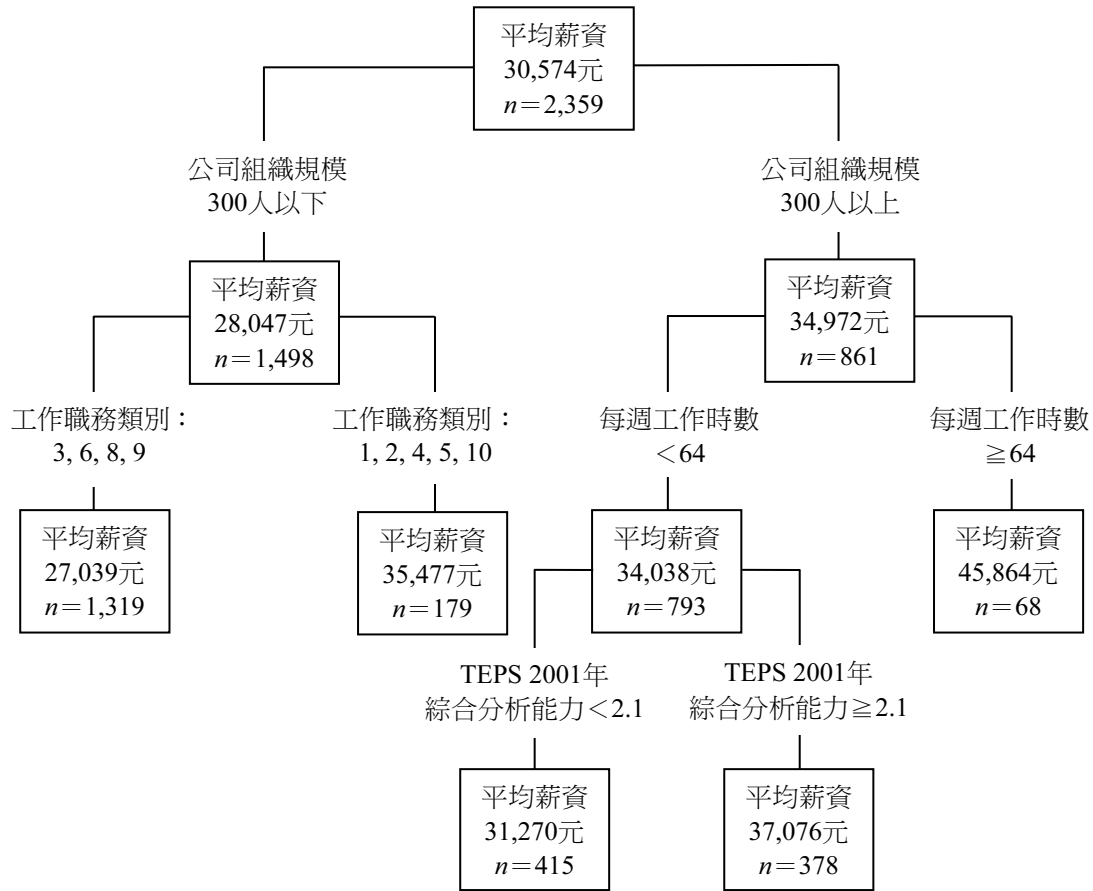 平均薪資
30,574元
n＝2,359
公司組織規模
300人以下
公司組織規模
300人以上
平均薪資
28,047元
n＝1,498
平均薪資
34,972元
n＝861
工作職務類別：
3, 6, 8, 9
工作職務類別：
1, 2, 4, 5, 10
每週工作時數
＜64
每週工作時數
≧64
平均薪資
27,039元
n＝1,319
平均薪資
35,477元
n＝179
平均薪資
34,038元
n＝793
平均薪資
45,864元
n＝68
TEPS 2001年
綜合分析能力＜2.1
TEPS 2001年
綜合分析能力≧2.1
平均薪資
31,270元
n＝415
平均薪資
37,076元
n＝378